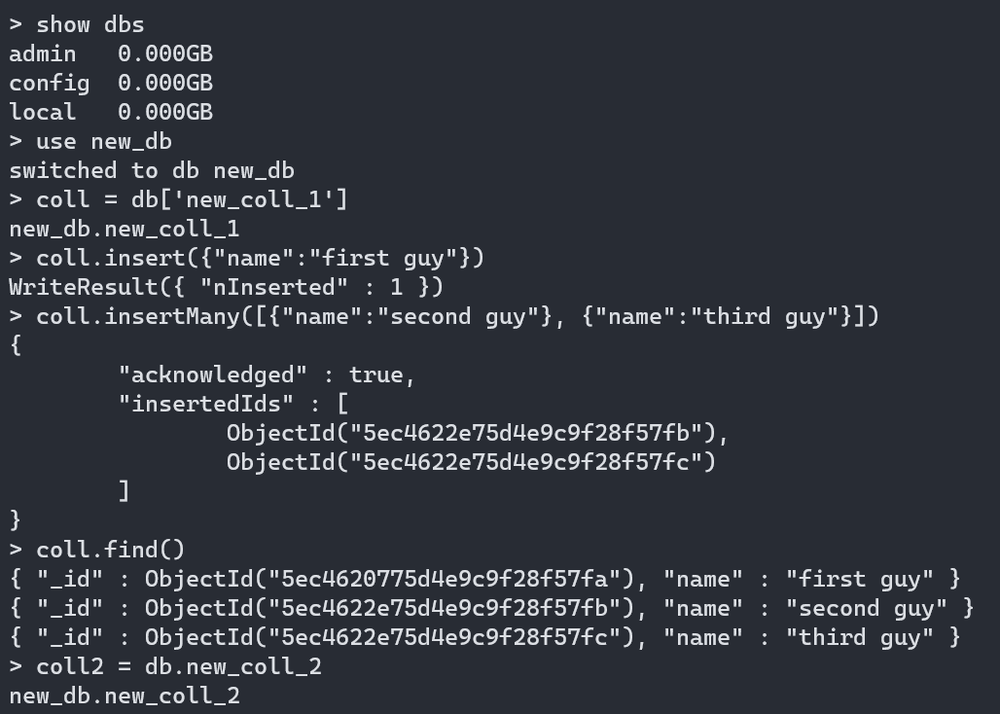 > show dbs
admin   0.000GB
config  0.000GB
local   0.000GB
> use new_db
switched to db new_db
> coll = db['new_coll_1']
new_db.new_coll_1
> coll.insert({"name":"first guy"})
WriteResult({ "nInserted" : 1 })
> coll.insertMany([{"name":"second guy"}, {"name":"third guy"}])
{
        "acknowledged" : true,
        "insertedIds" : [
                ObjectId("5ec4622e75d4e9c9f28f57fb"),
                ObjectId("5ec4622e75d4e9c9f28f57fc")
        ]
}
> coll.find()
{ "_id" : ObjectId("5ec4620775d4e9c9f28f57fa"), "name" : "first guy" }
{ "_id" : ObjectId("5ec4622e75d4e9c9f28f57fb"), "name" : "second guy" }
{ "_id" : ObjectId("5ec4622e75d4e9c9f28f57fc"), "name" : "third guy" }
> coll2 = db.new_coll_2
new_db.new_coll_2